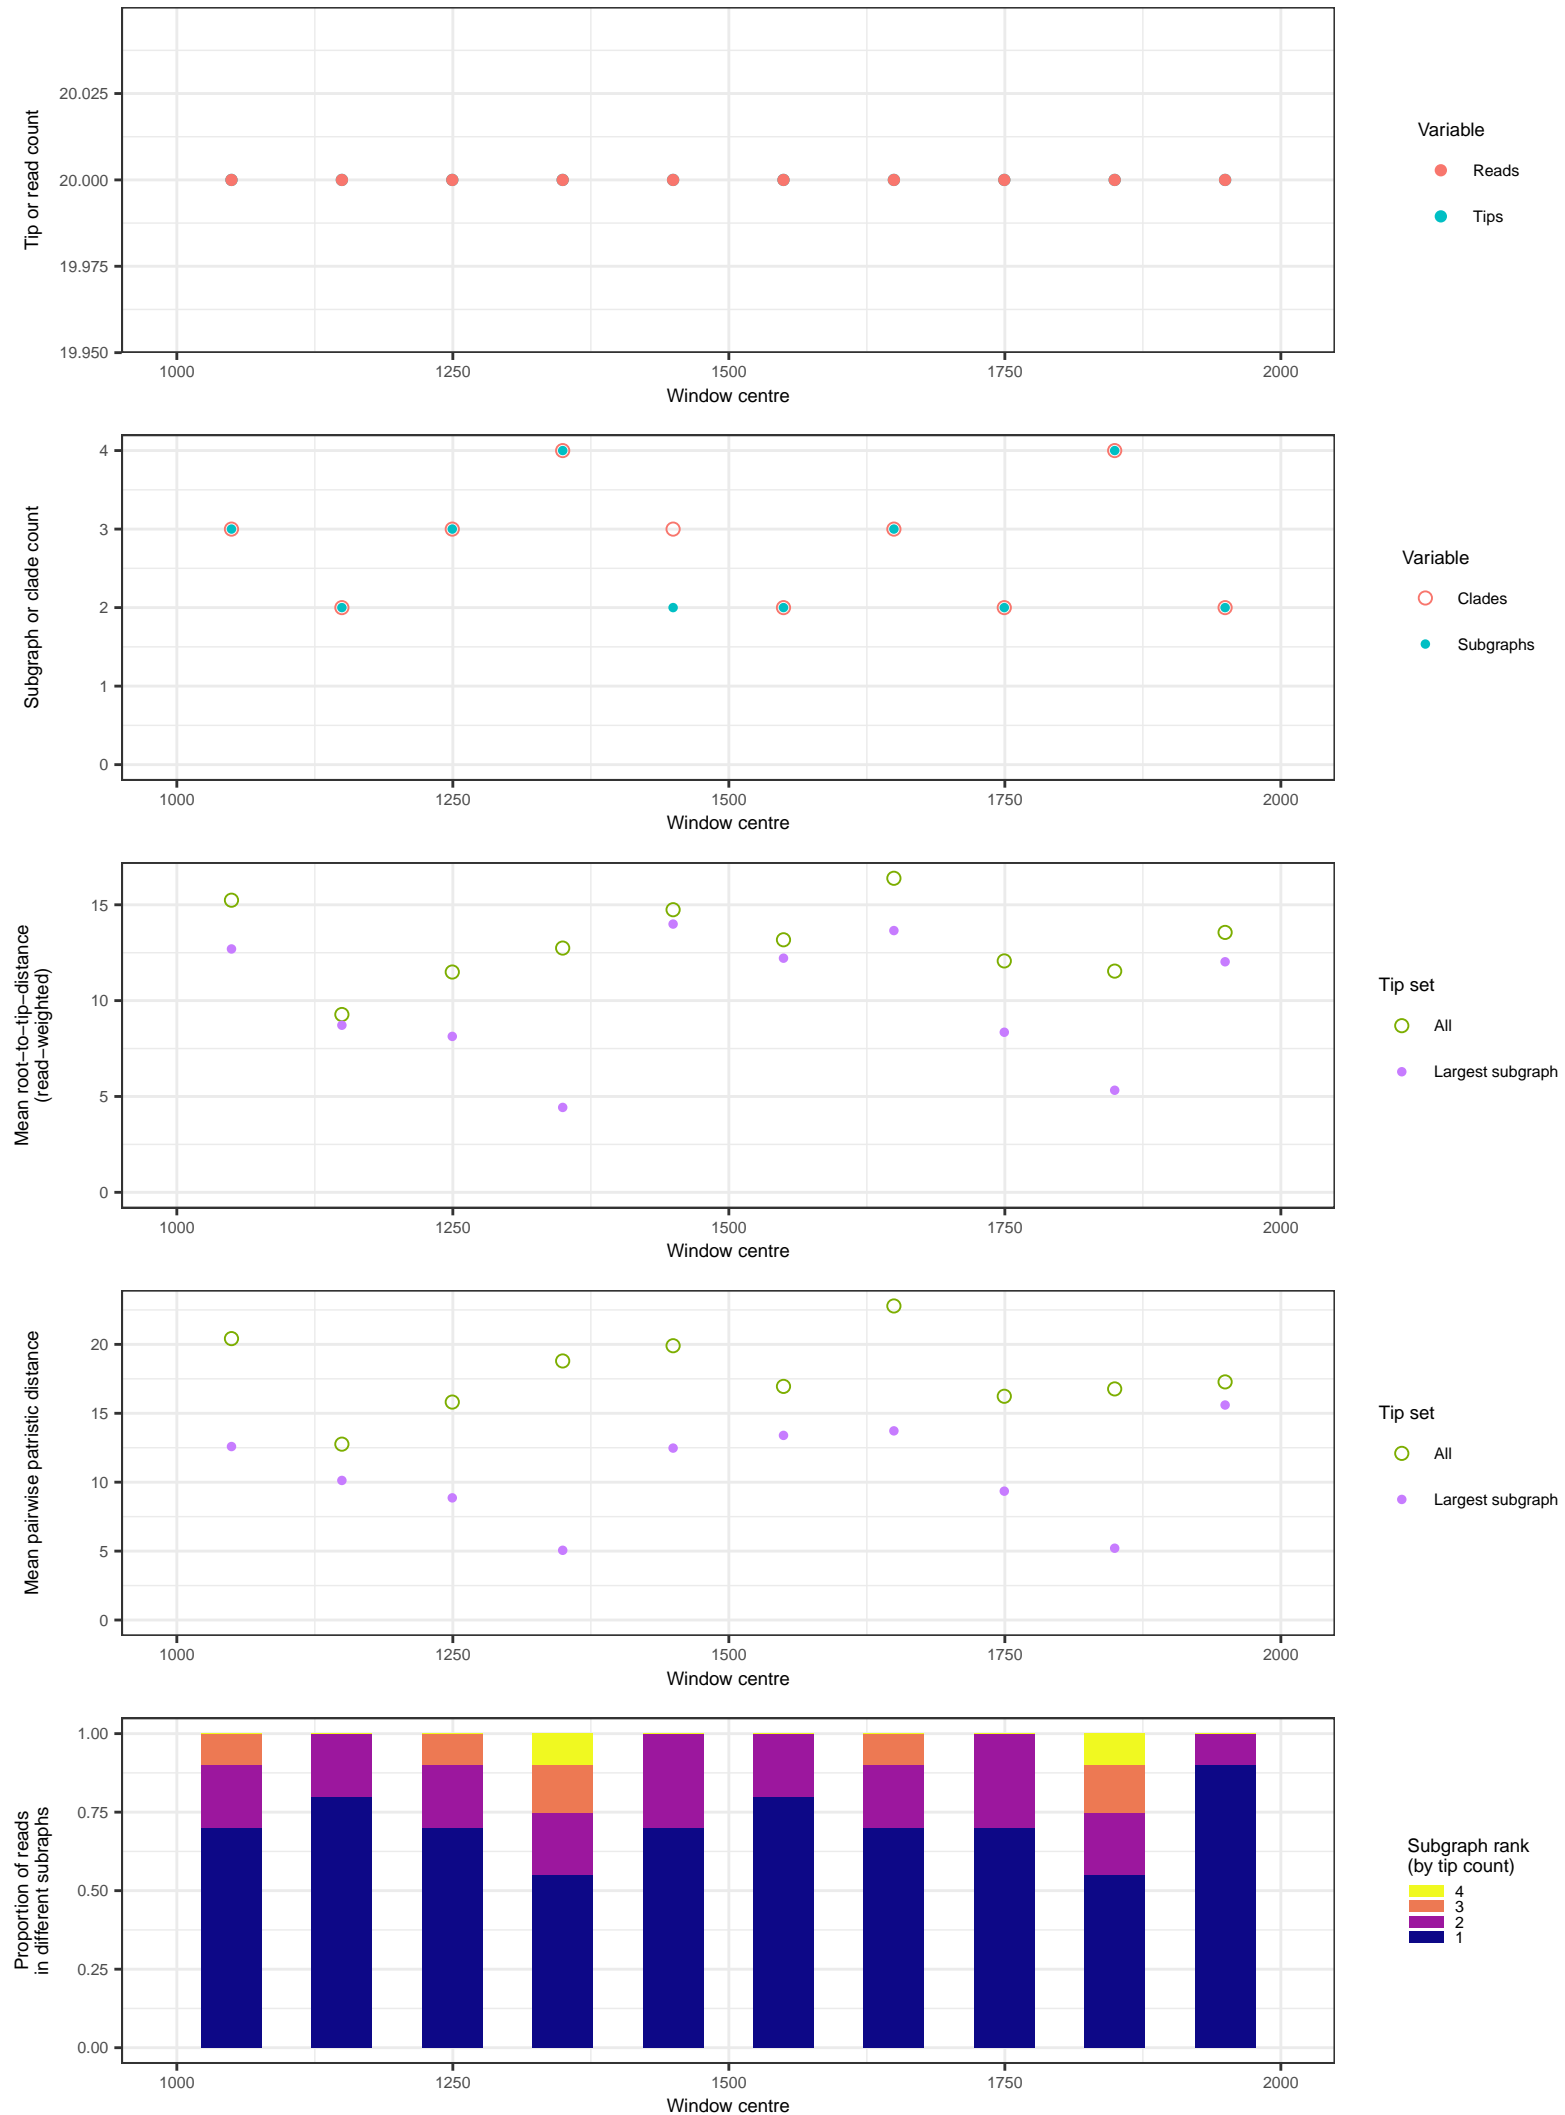 20.025
20.000
19.975
19.950
Tip or read count
1000 1250 1500 1750 2000
Window centre
Variable
Reads
Tips
4
3
2
1
0
Subgraph or clade count
1000 1250 1500 1750 2000
Window centre
Variable
Clades
Subgraphs
15
10
5
0
Mean root−to−tip−distance
(read−weighted)
1000 1250 1500 1750 2000
Window centre
Tip set
All
Largest subgraph
20
15
10
5
0
Mean pairwise patristic distance
1000 1250 1500 1750 2000
Window centre
Tip set
All
Largest subgraph
1.00
0.75
0.50
0.25
0.00
Proportion of reads
in different subraphs
1000 1250 1500 1750 2000
Window centre
Subgraph rank
(by tip count)
4
3
2
1